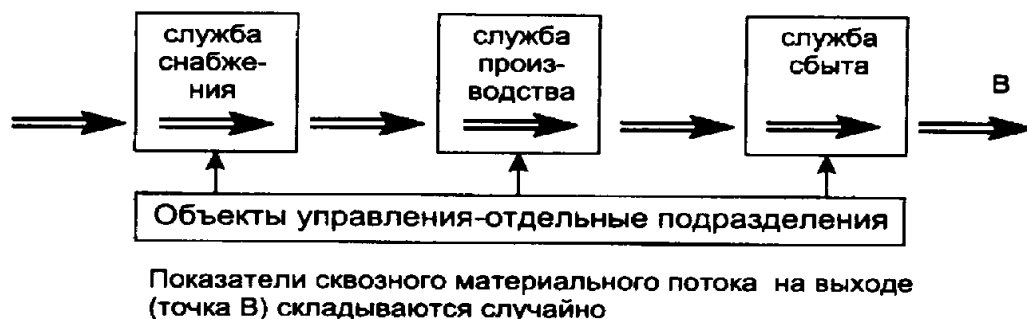 служба
снабже-
ния
служба
произ-
водства
служба
сбыта
В
Объекты управления-отдельные подразделения
Показатели сквозного материального потока на выходе
(точка В) складываются случайно